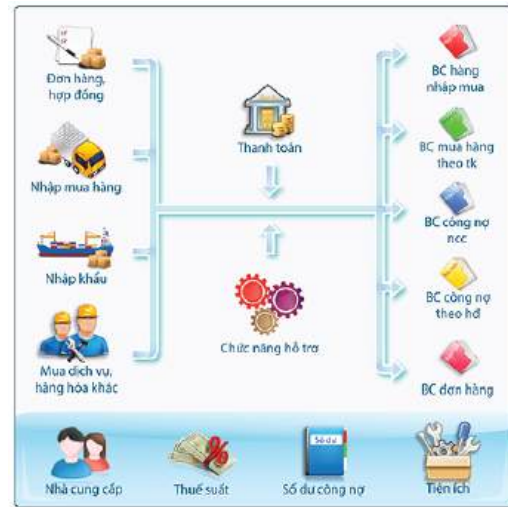 Đơn hàng,
hợp đồng
Nhập mua hàng
Nhập khẩu
Mua dịch vụ,
hàng hóa khác
Thanh toán
Chức năng hỗ trợ
BC hàng
nhập mua
BC mua hàng
theo tk
BC công nợ
ncc
BC công nợ
theo hđ
BC đơn hàng
Nhà cung cấp
Thuế suất
Số dư
Số dư công nợ
Tiện ích